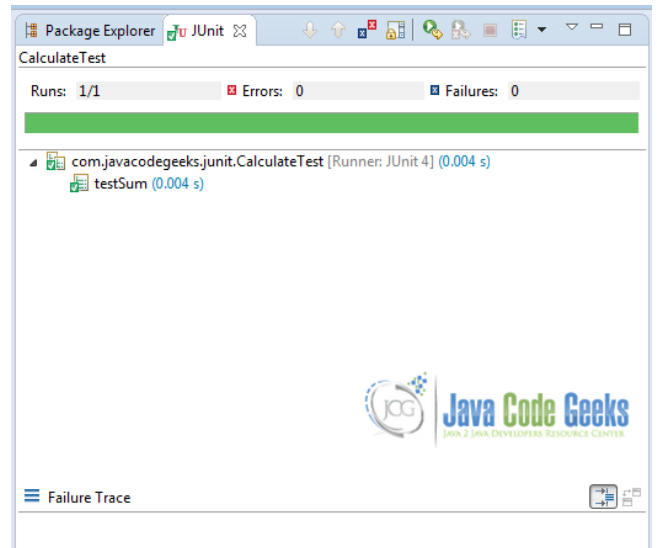 Package Explorer JUnit
CalculateTest
Runs: 1/1 Errors: 0 Failures: 0
com.javacodegeeks.junit.CalculateTest [Runner: JUnit 4] (0.004 s)
testSum (0.004 s)
JCG
Java Code Geeks
JAVA 2 JAVA DEVELOPERS RESOURCE CENTER
Failure Trace